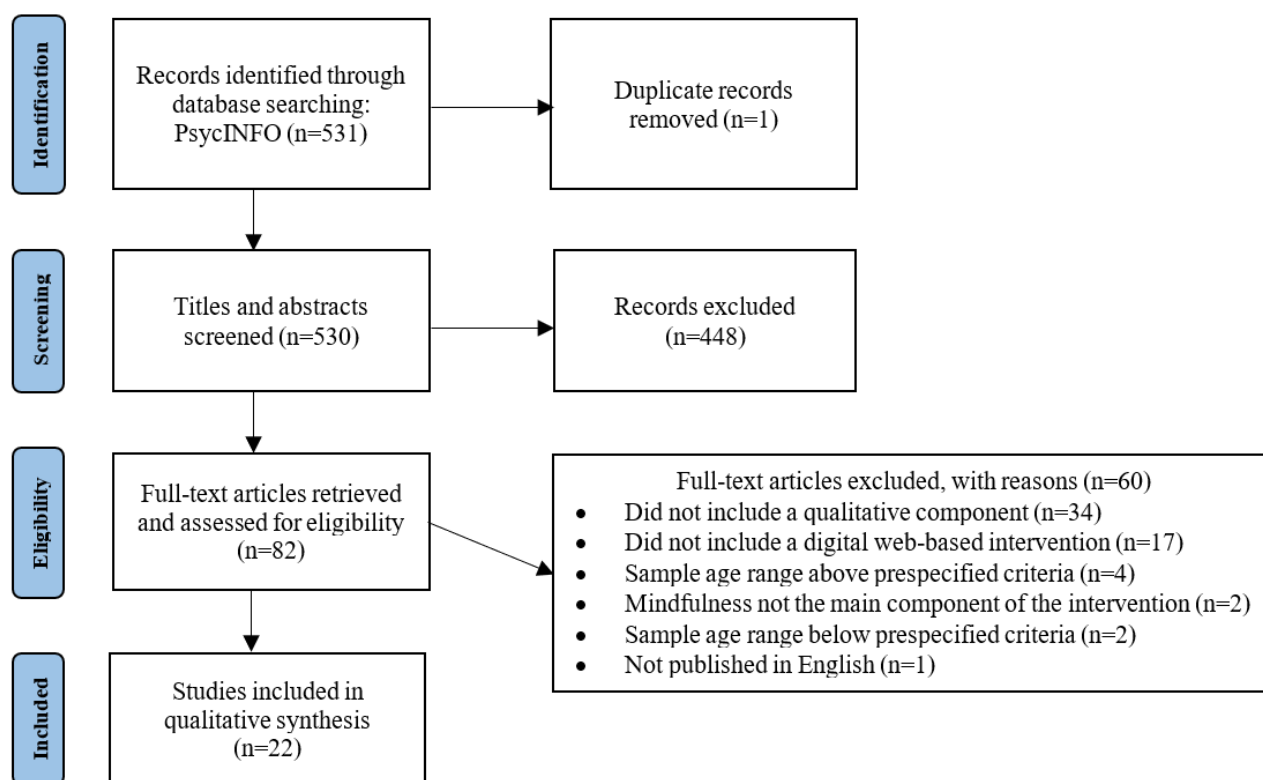 Identification
Records identified through
database searching:
PsycINFO (n=531)
Duplicate records
removed (n=1)
Screening
Titles and abstracts
screened (n=530)
Records excluded
(n=448)
Eligibility
Full-text articles retrieved
and assessed for eligibility
(n=82)
Full-text articles excluded, with reasons (n=60)
• Did not include a qualitative component (n=34)
• Did not include a digital web-based intervention (n=17)
• Sample age range above prespecified criteria (n=4)
• Mindfulness not the main component of the intervention (n=2)
• Sample age range below prespecified criteria (n=2)
• Not published in English (n=1)
Included
Studies included in
qualitative synthesis
(n=22)